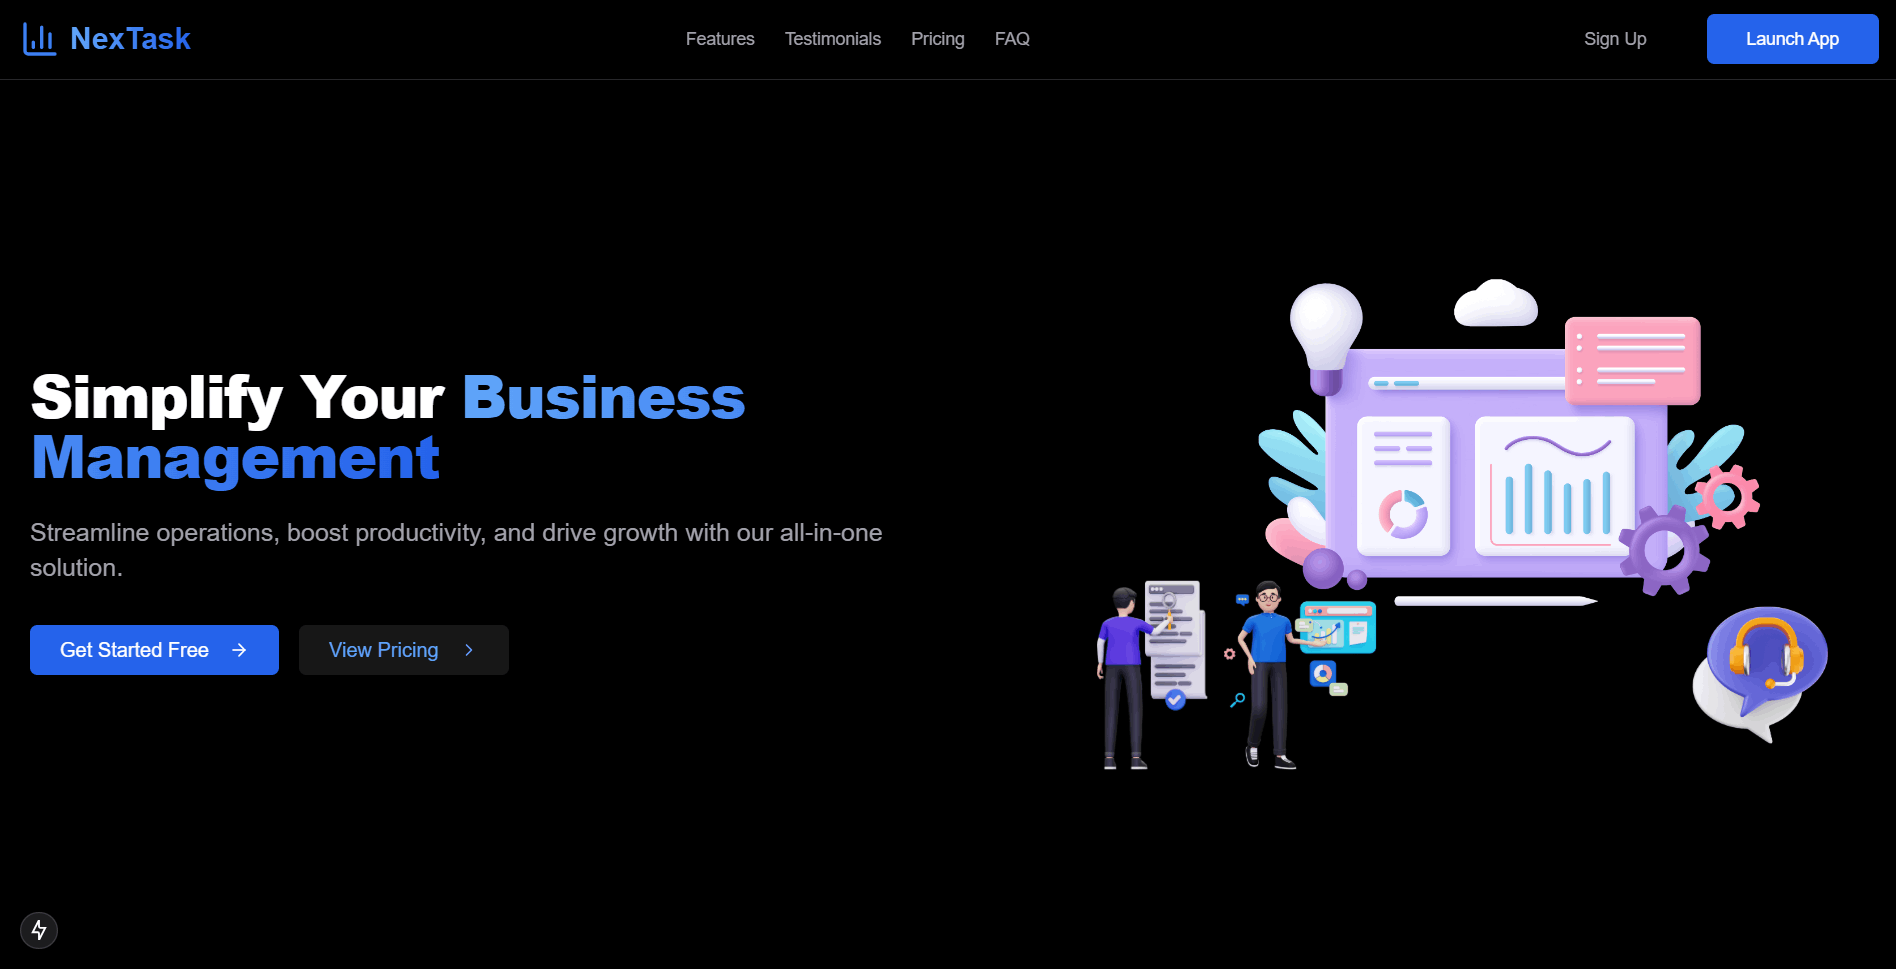 NexTask
Features
Testimonials
Pricing
FAQ
Sign Up
Launch App
Simplify Your Business
Management
Streamline operations, boost productivity, and drive growth with our all-in-one
solution.
Get Started Free
View Pricing